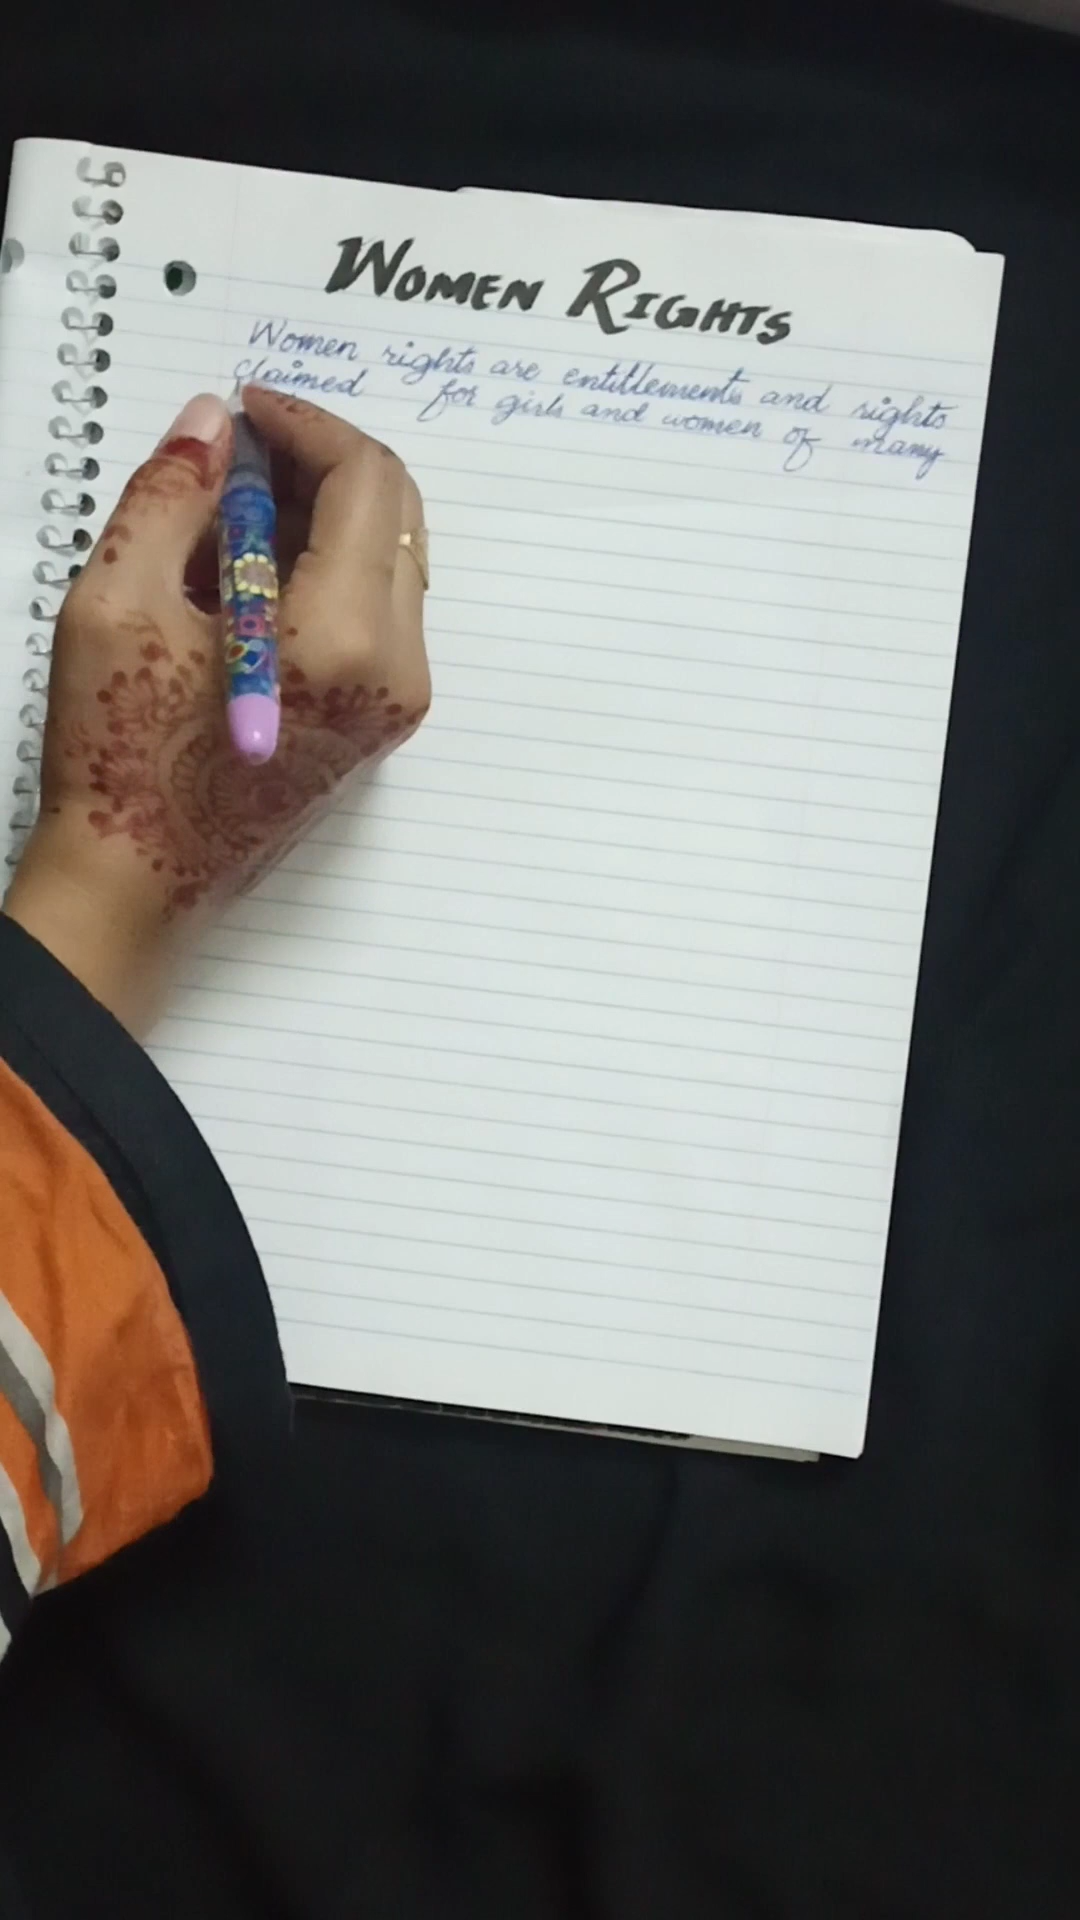 WOMEN RIGHTS
Women rights are entitlements and rights
claimed for girls and women of many